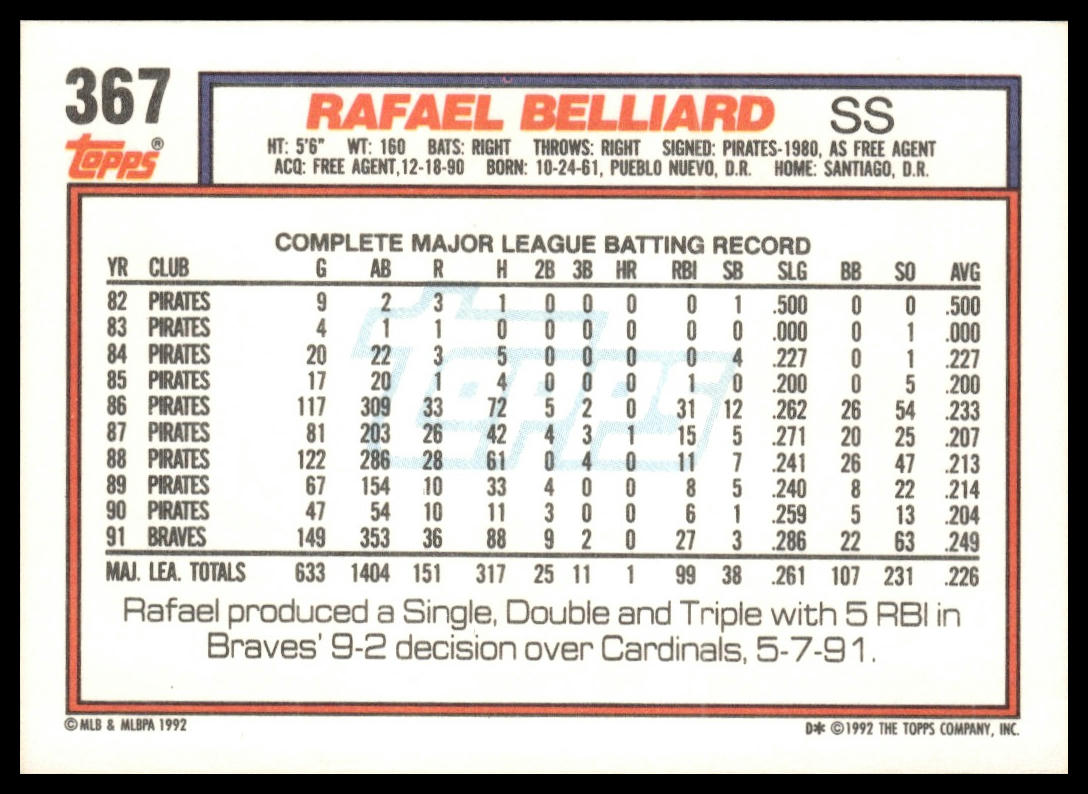 367
RAFAEL BELLIARD SS
topps®
HT: 5'6" WT: 160 BATS: RIGHT THROWS: RIGHT SIGNED: PIRATES-1980, AS FREE AGENT
ACQ: FREE AGENT,12-18-90 BORN: 10-24-61, PUEBLO NUEVO, D.R. HOME: SANTIAGO, D.R.
COMPLETE MAJOR LEAGUE BATTING RECORD
YR CLUB G AB R H 2B 3B HR RBI SB SLG BB SO AVG
82 PIRATES 9 2 3 1 0 0 0 0 1 .500 0 0 .500
83 PIRATES 4 1 1 0 0 0 0 0 0 .000 0 1 .000
84 PIRATES 20 22 3 5 0 0 0 0 4 .227 0 1 .227
85 PIRATES 17 20 1 4 0 0 0 1 0 .200 0 5 .200
86 PIRATES 117 309 33 72 5 2 0 31 12 .262 26 54 .233
87 PIRATES 81 203 26 42 4 3 1 15 5 .271 20 25 .207
88 PIRATES 122 286 28 61 0 4 0 11 7 .241 26 47 .213
89 PIRATES 67 154 10 33 4 0 0 8 5 .240 8 22 .214
90 PIRATES 47 54 10 11 3 0 0 6 1 .259 5 13 .204
91 BRAVES 149 353 36 88 9 2 0 27 3 .286 22 63 .249
MAJ. LEA. TOTALS 633 1404 151 317 25 11 1 99 38 .261 107 231 .226
topps
Rafael produced a Single, Double and Triple with 5 RBI in
Braves' 9-2 decision over Cardinals, 5-7-91.
© MLB & MLBPA 1992
D* © 1992 THE TOPPS COMPANY, INC.